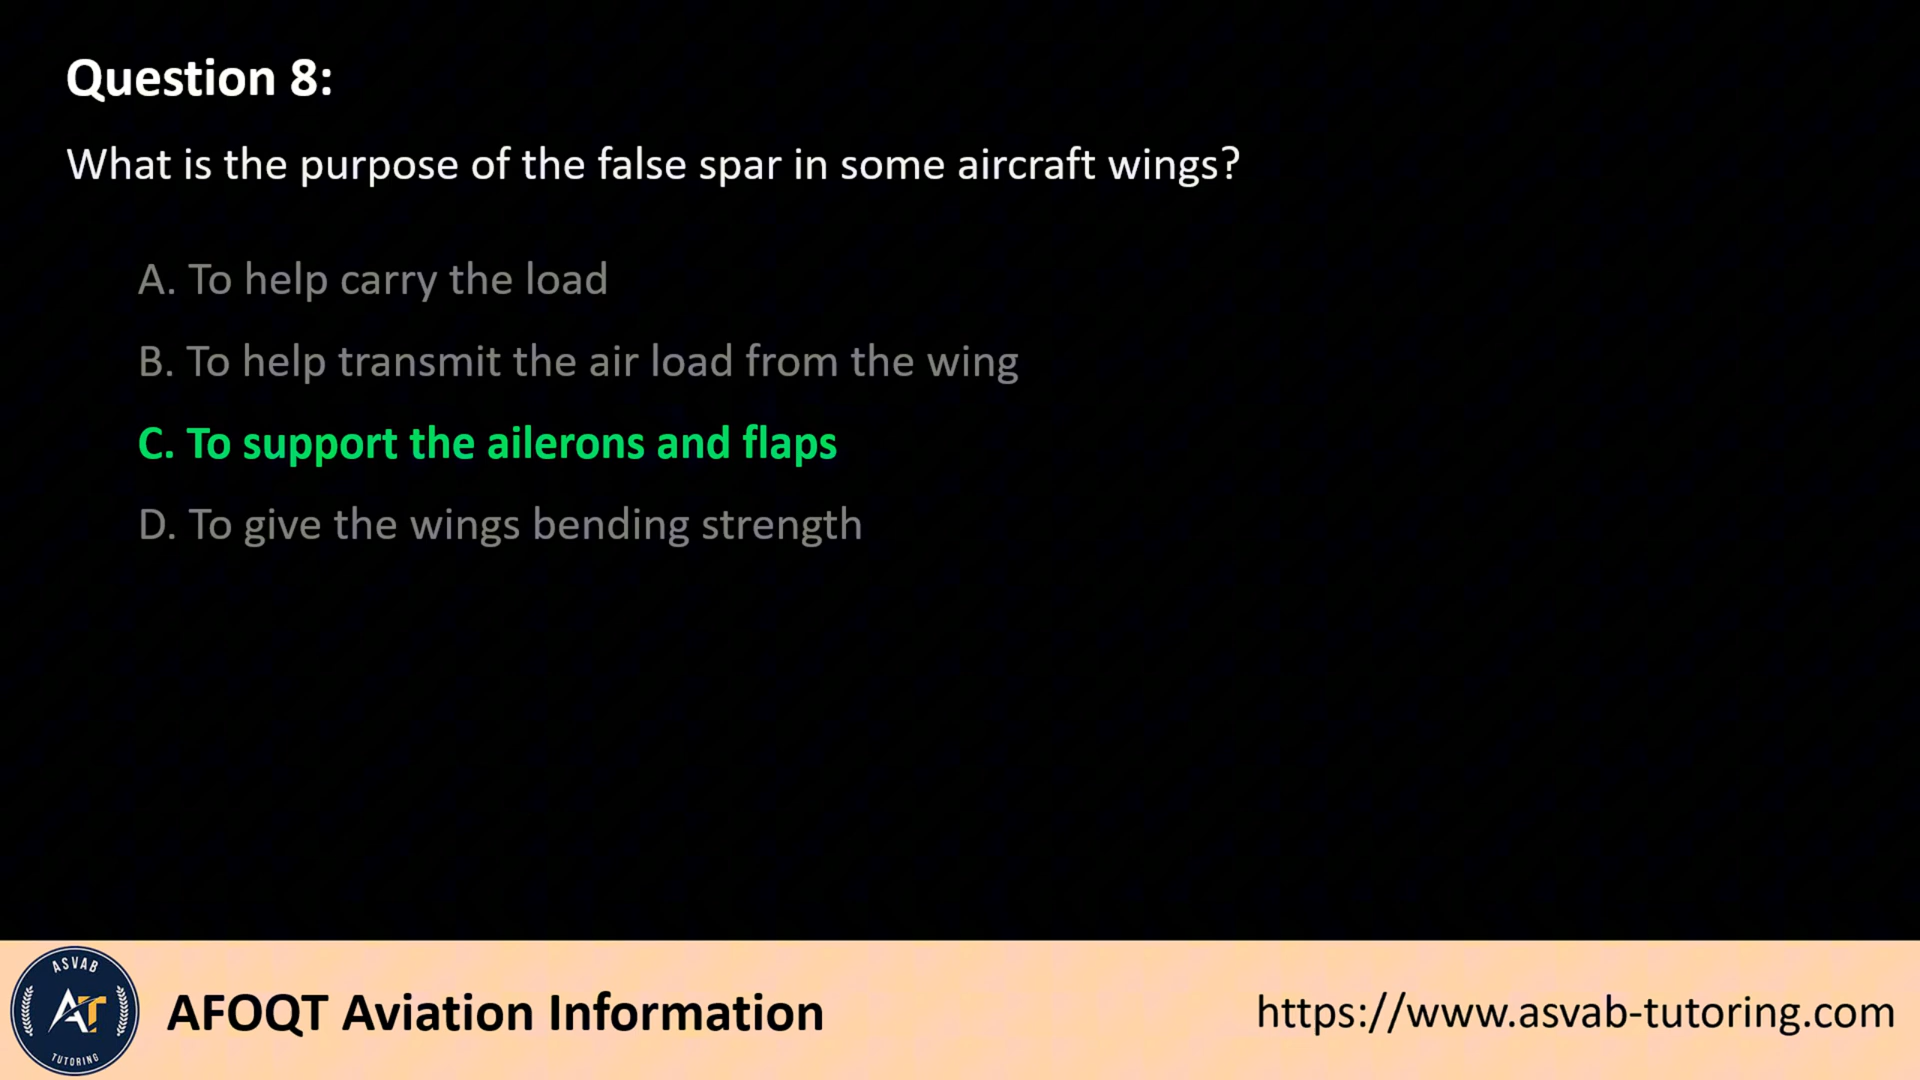 Question 8:
What is the purpose of the false spar in some aircraft wings?
A. To help carry the load
B. To help transmit the air load from the wing
C. To support the ailerons and flaps
D. To give the wings bending strength
ASVAB
AT
TUTORING
AFOQT Aviation Information
https://www.asvab-tutoring.com